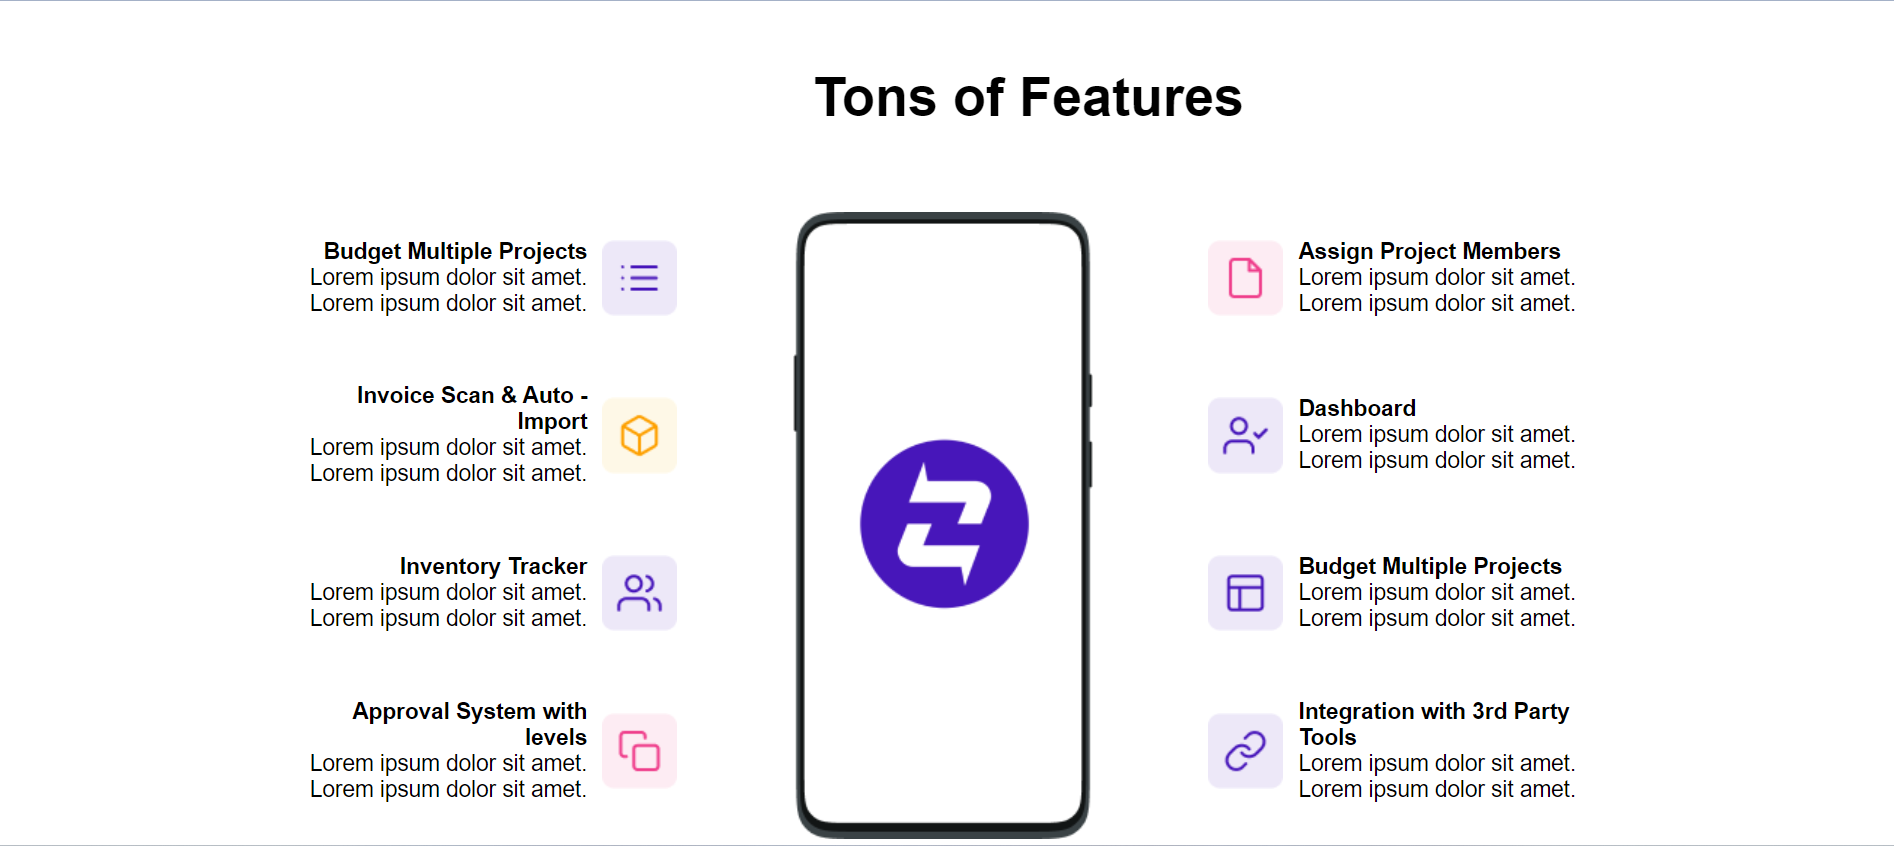 Tons of Features
Budget Multiple Projects
Lorem ipsum dolor sit amet.
Lorem ipsum dolor sit amet.
Invoice Scan & Auto -
Import
Lorem ipsum dolor sit amet.
Lorem ipsum dolor sit amet.
Inventory Tracker
Lorem ipsum dolor sit amet.
Lorem ipsum dolor sit amet.
Approval System with
levels
Lorem ipsum dolor sit amet.
Lorem ipsum dolor sit amet.
Assign Project Members
Lorem ipsum dolor sit amet.
Lorem ipsum dolor sit amet.
Dashboard
Lorem ipsum dolor sit amet.
Lorem ipsum dolor sit amet.
Budget Multiple Projects
Lorem ipsum dolor sit amet.
Lorem ipsum dolor sit amet.
Integration with 3rd Party
Tools
Lorem ipsum dolor sit amet.
Lorem ipsum dolor sit amet.